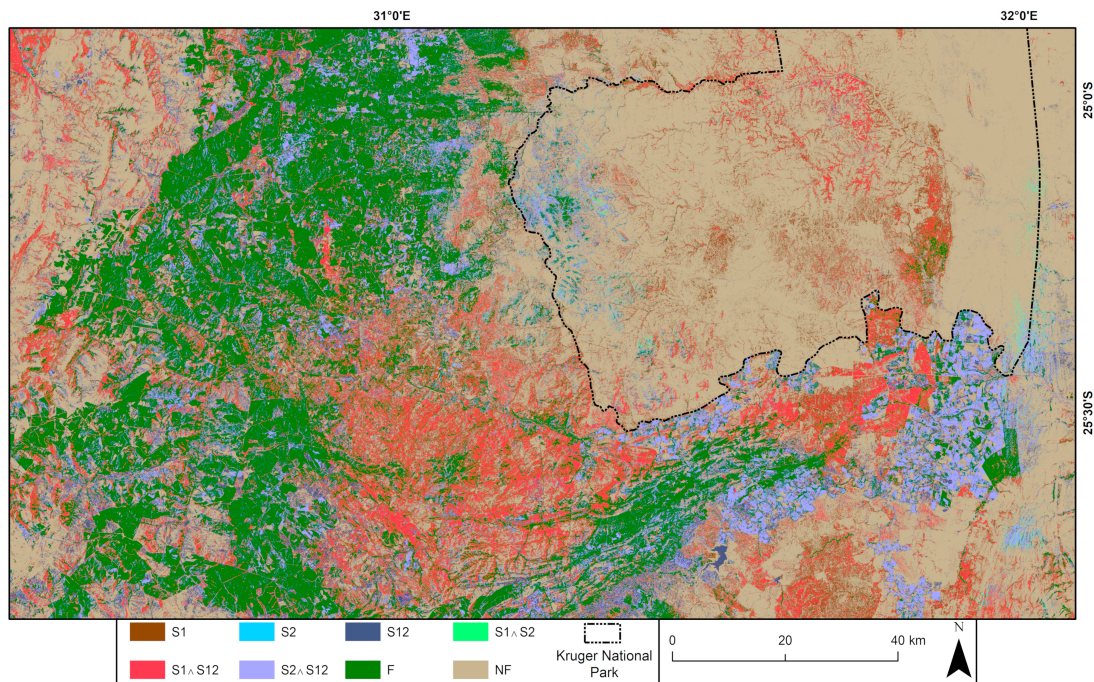 31°0'E 32°0'E
25°0'S
25°30'S
S1 S2 S12 S1∧S2
Kruger National
Park
S1∧S12 S2∧S12 F NF
0 20 40 km
N